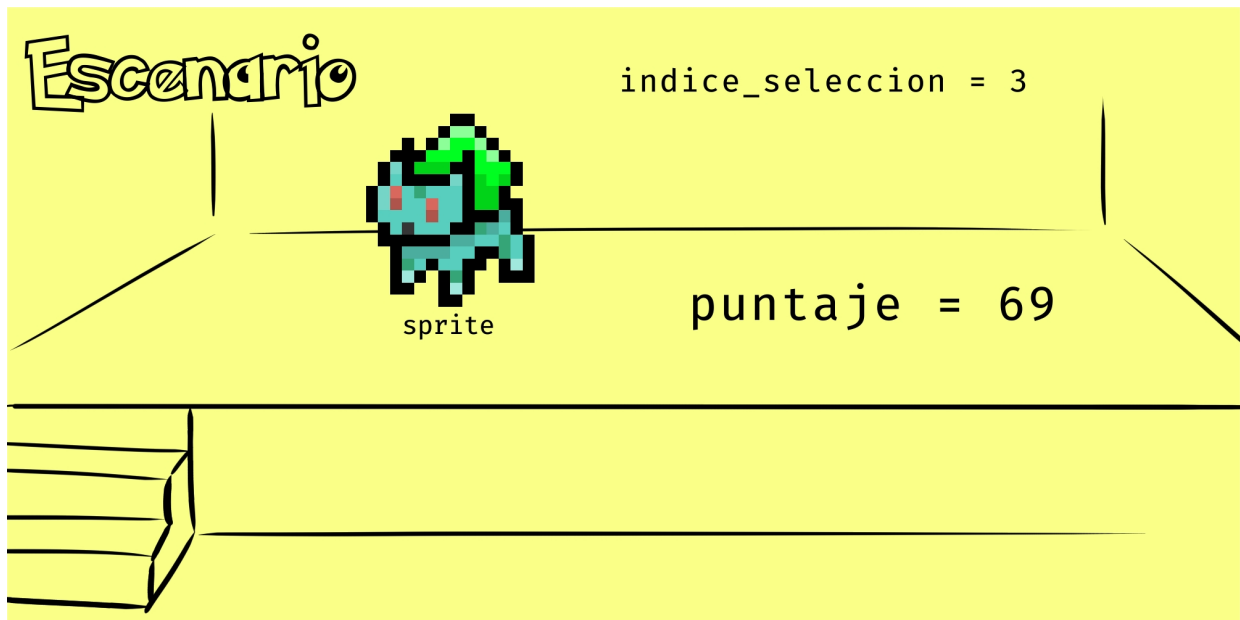 Escenario
indice_seleccion = 3
sprite
puntaje = 69